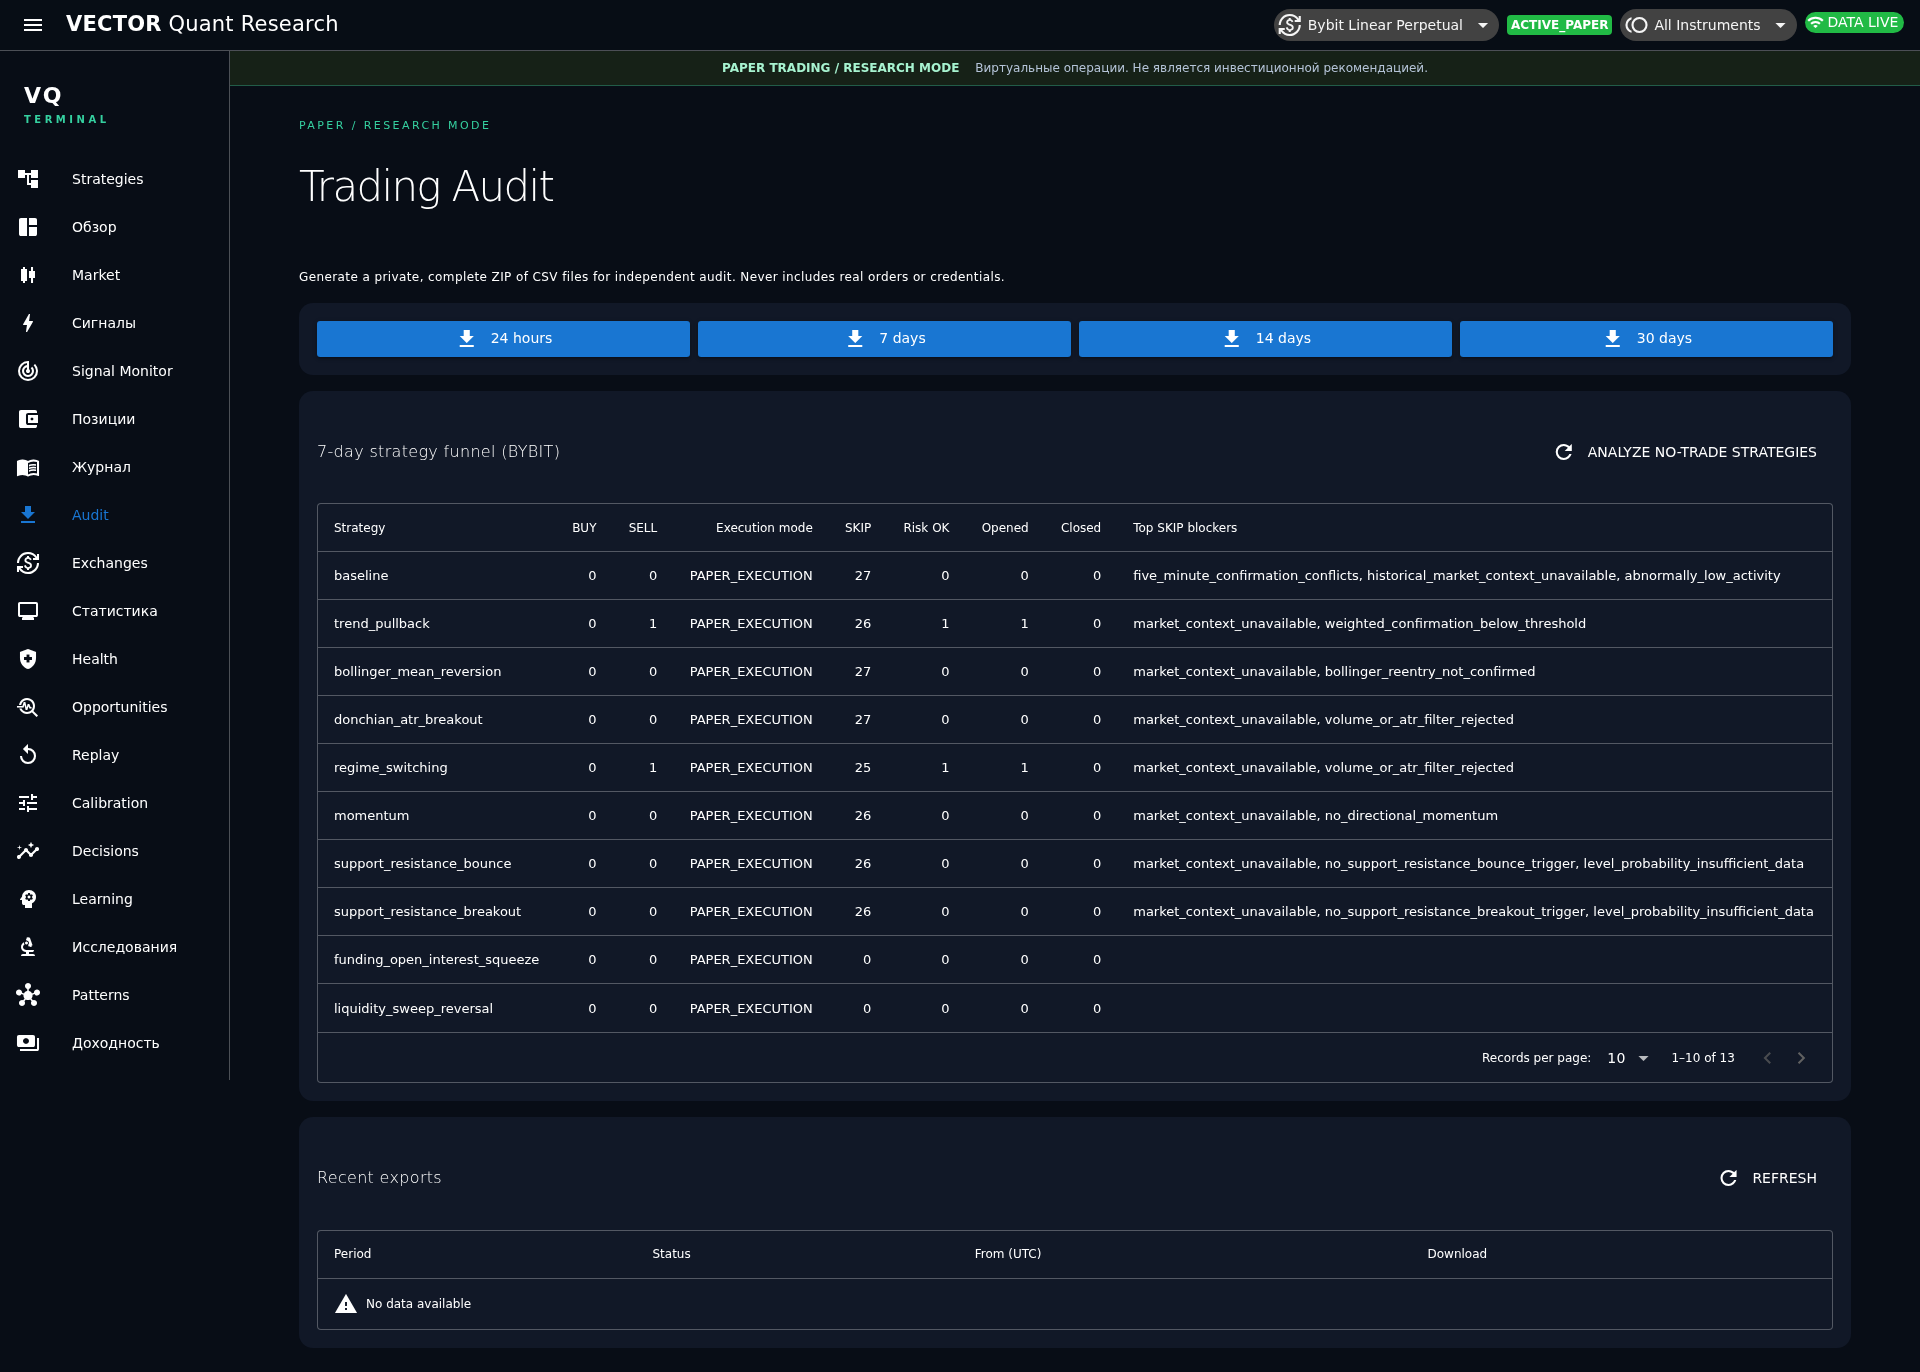 VECTOR Quant Research
Bybit Linear Perpetual
ACTIVE_PAPER
All Instruments
DATA LIVE
PAPER TRADING / RESEARCH MODE Виртуальные операции. Не является инвестиционной рекомендацией.
VQ
TERMINAL
Strategies
Обзор
Market
Сигналы
Signal Monitor
Позиции
Журнал
Audit
Exchanges
Статистика
Health
Opportunities
Replay
Calibration
Decisions
Learning
Исследования
Patterns
Доходность
PAPER / RESEARCH MODE
Trading Audit
Generate a private, complete ZIP of CSV files for independent audit. Never includes real orders or credentials.
24 hours 7 days 14 days 30 days
7-day strategy funnel (BYBIT) ANALYZE NO-TRADE STRATEGIES
Strategy BUY SELL Execution mode SKIP Risk OK Opened Closed Top SKIP blockers
baseline 0 0 PAPER_EXECUTION 27 0 0 0 five_minute_confirmation_conflicts, historical_market_context_unavailable, abnormally_low_activity
trend_pullback 0 1 PAPER_EXECUTION 26 1 1 0 market_context_unavailable, weighted_confirmation_below_threshold
bollinger_mean_reversion 0 0 PAPER_EXECUTION 27 0 0 0 market_context_unavailable, bollinger_reentry_not_confirmed
donchian_atr_breakout 0 0 PAPER_EXECUTION 27 0 0 0 market_context_unavailable, volume_or_atr_filter_rejected
regime_switching 0 1 PAPER_EXECUTION 25 1 1 0 market_context_unavailable, volume_or_atr_filter_rejected
momentum 0 0 PAPER_EXECUTION 26 0 0 0 market_context_unavailable, no_directional_momentum
support_resistance_bounce 0 0 PAPER_EXECUTION 26 0 0 0 market_context_unavailable, no_support_resistance_bounce_trigger, level_probability_insufficient_data
support_resistance_breakout 0 0 PAPER_EXECUTION 26 0 0 0 market_context_unavailable, no_support_resistance_breakout_trigger, level_probability_insufficient_data
funding_open_interest_squeeze 0 0 PAPER_EXECUTION 0 0 0 0
liquidity_sweep_reversal 0 0 PAPER_EXECUTION 0 0 0 0
Records per page: 10 1-10 of 13
Recent exports REFRESH
Period Status From (UTC) Download
No data available